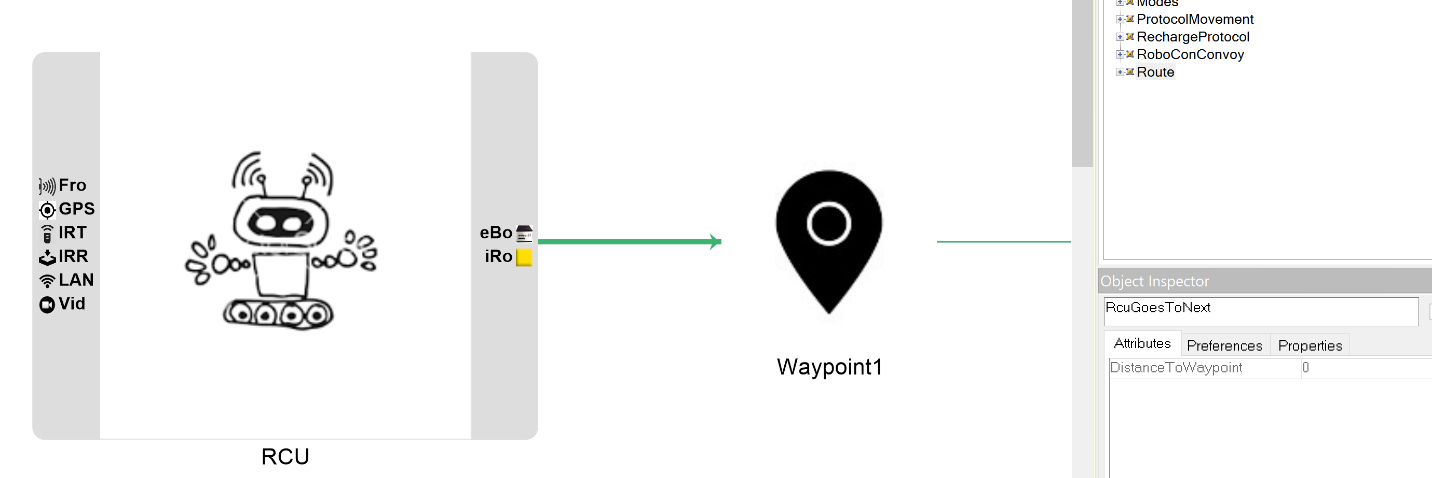 Fro
GPS
IRT
IRR
LAN
Vid
eBo
iRo
RCU
Waypoint1
Modes
ProtocolMovement
RechargeProtocol
RoboConConvoy
Route
Object Inspector
RcuGoesToNext
Attributes Preferences Properties
DistanceToWaypoint 0